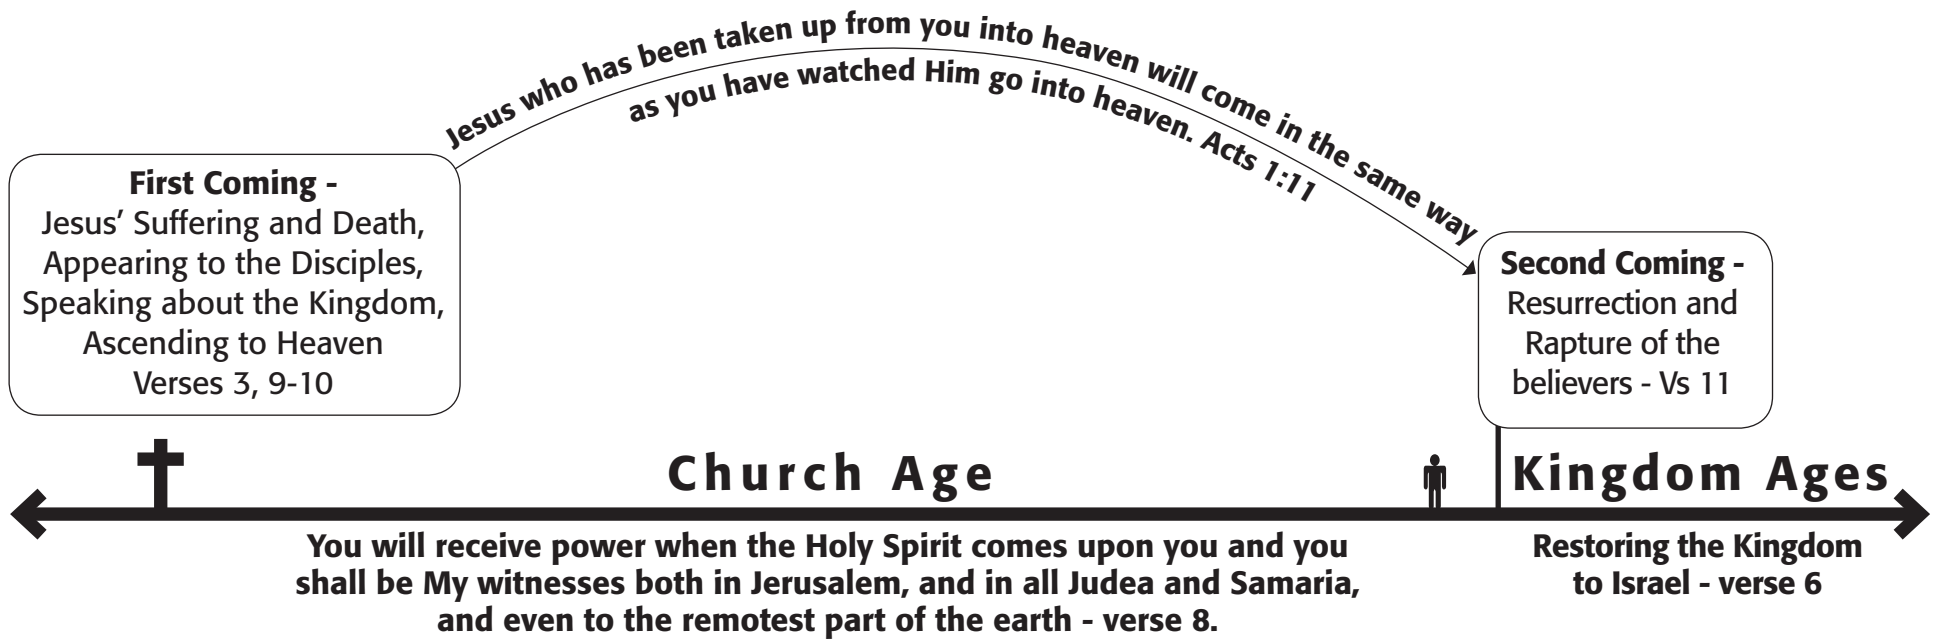 Jesus who has been taken up from you into heaven will come in the same way
as you have watched Him go into heaven. Acts 1:11
First Coming -
Jesus’ Suffering and Death,
Appearing to the Disciples,
Speaking about the Kingdom,
Ascending to Heaven
Verses 3, 9-10
Second Coming -
Resurrection and
Rapture of the
believers - Vs 11
Church Age
Kingdom Ages
You will receive power when the Holy Spirit comes upon you and you
shall be My witnesses both in Jerusalem, and in all Judea and Samaria,
and even to the remotest part of the earth - verse 8.
Restoring the Kingdom
to Israel - verse 6